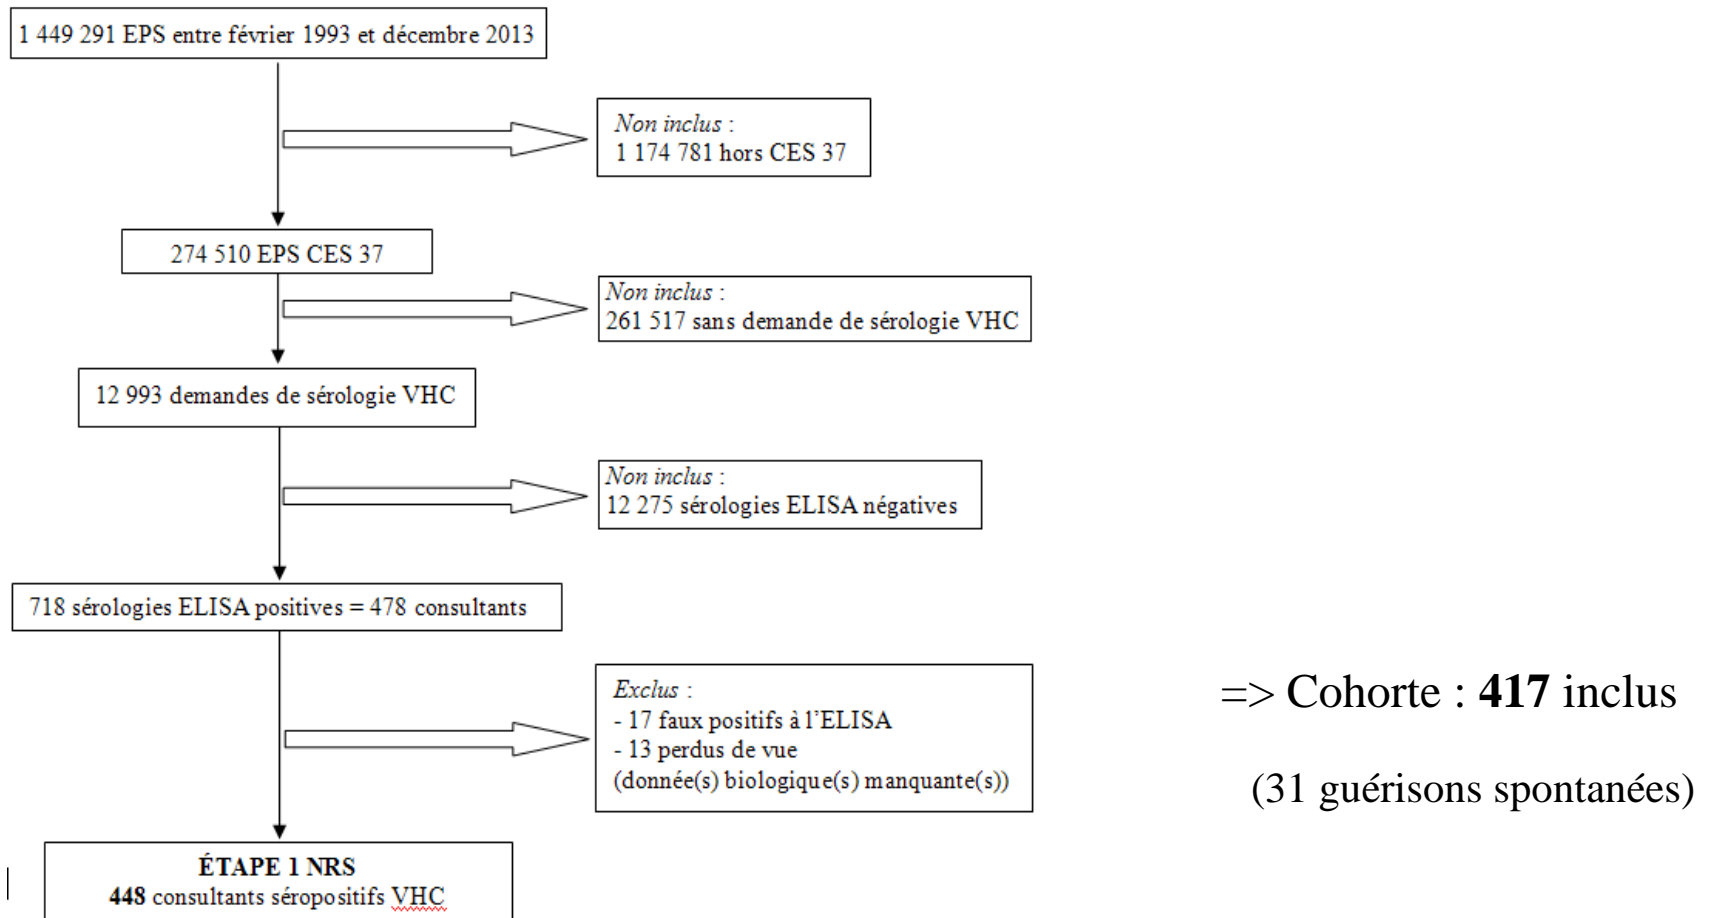 1 449 291 EPS entre février 1993 et décembre 2013
Non inclus :
1 174 781 hors CES 37
274 510 EPS CES 37
Non inclus :
261 517 sans demande de sérologie VHC
12 993 demandes de sérologie VHC
Non inclus :
12 275 sérologies ELISA négatives
718 sérologies ELISA positives = 478 consultants
Exclus :
- 17 faux positifs à l'ELISA
- 13 perdus de vue
(donnée(s) biologique(s) manquante(s))
=> Cohorte : 417 inclus
(31 guérisons spontanées)
ÉTAPE 1 NRS
448 consultants séropositifs VHC